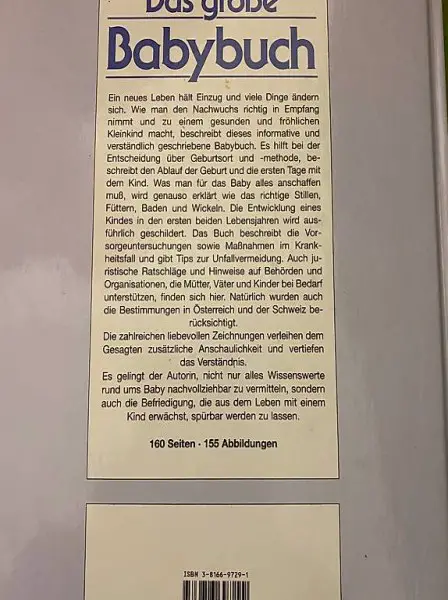 Das große
Babybuch
Ein neues Leben hält Einzug und viele Dinge ändern
sich. Wie man den Nachwuchs richtig in Empfang
nimmt und zu einem gesunden und fröhlichen
Kleinkind macht, beschreibt dieses informative und
verständlich geschriebene Babybuch. Es hilft bei der
Entscheidung über Geburtsort und -methode, be-
schreibt den Ablauf der Geburt und die ersten Tage mit
dem Kind. Was man für das Baby alles anschaffen
muß, wird genauso erklärt wie das richtige Stillen,
Füttern, Baden und Wickeln. Die Entwicklung eines
Kindes in den ersten beiden Lebensjahren wird aus-
führlich geschildert. Das Buch beschreibt die Vor-
sorgeuntersuchungen sowie Maßnahmen im Krank-
heitsfall und gibt Tips zur Unfallvermeidung. Auch ju-
ristische Ratschläge und Hinweise auf Behörden und
Organisationen, die Mütter, Väter und Kinder bei Bedarf
unterstützen, finden sich hier. Natürlich wurden auch
die Bestimmungen in Österreich und der Schweiz be-
rücksichtigt.
Die zahlreichen liebevollen Zeichnungen verleihen dem
Gesagten zusätzliche Anschaulichkeit und vertiefen
das Verständnis.
Es gelingt der Autorin, nicht nur alles Wissenswerte
rund ums Baby nachvollziehbar zu vermitteln, sondern
auch die Befriedigung, die aus dem Leben mit einem
Kind erwächst, spürbar werden zu lassen.
160 Seiten · 155 Abbildungen
ISBN 3-8166-9729-1